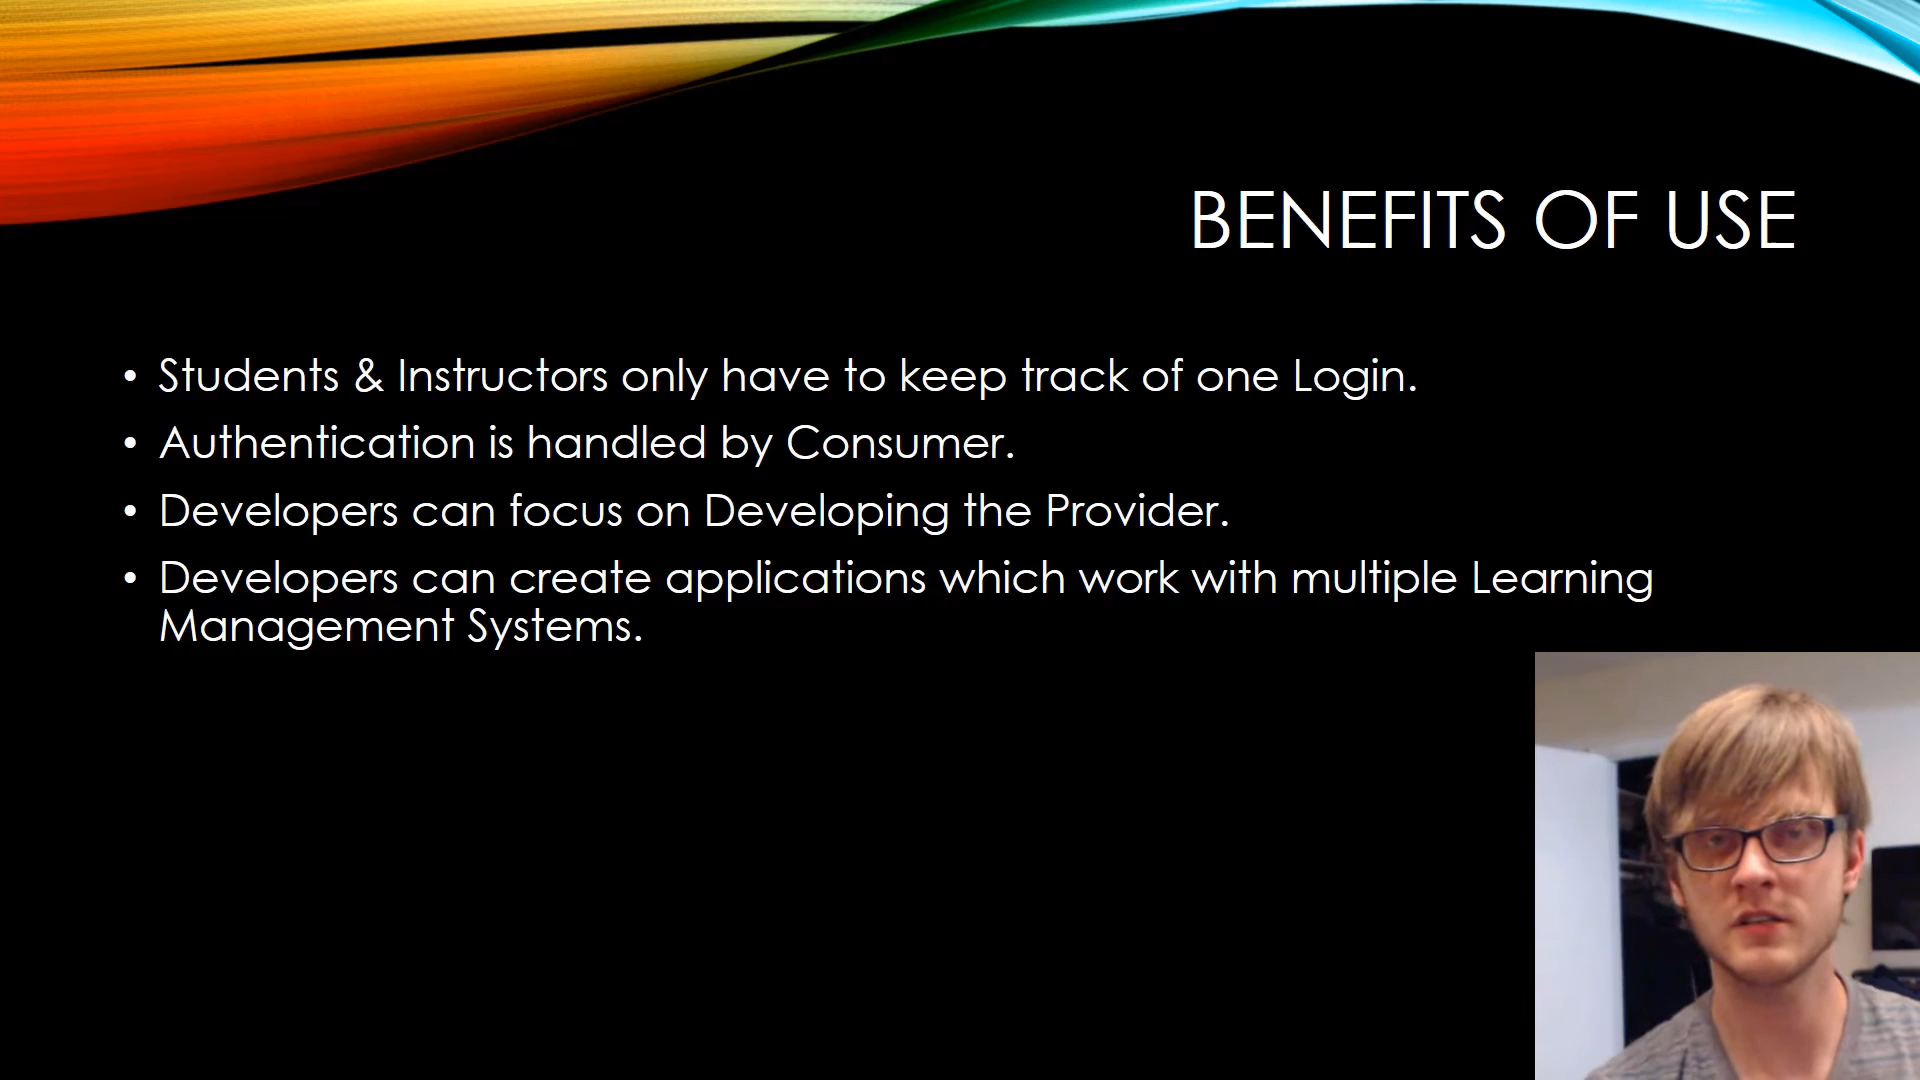 BENEFITS OF USE
• Students & Instructors only have to keep track of one Login.
• Authentication is handled by Consumer.
• Developers can focus on Developing the Provider.
• Developers can create applications which work with multiple Learning
Management Systems.